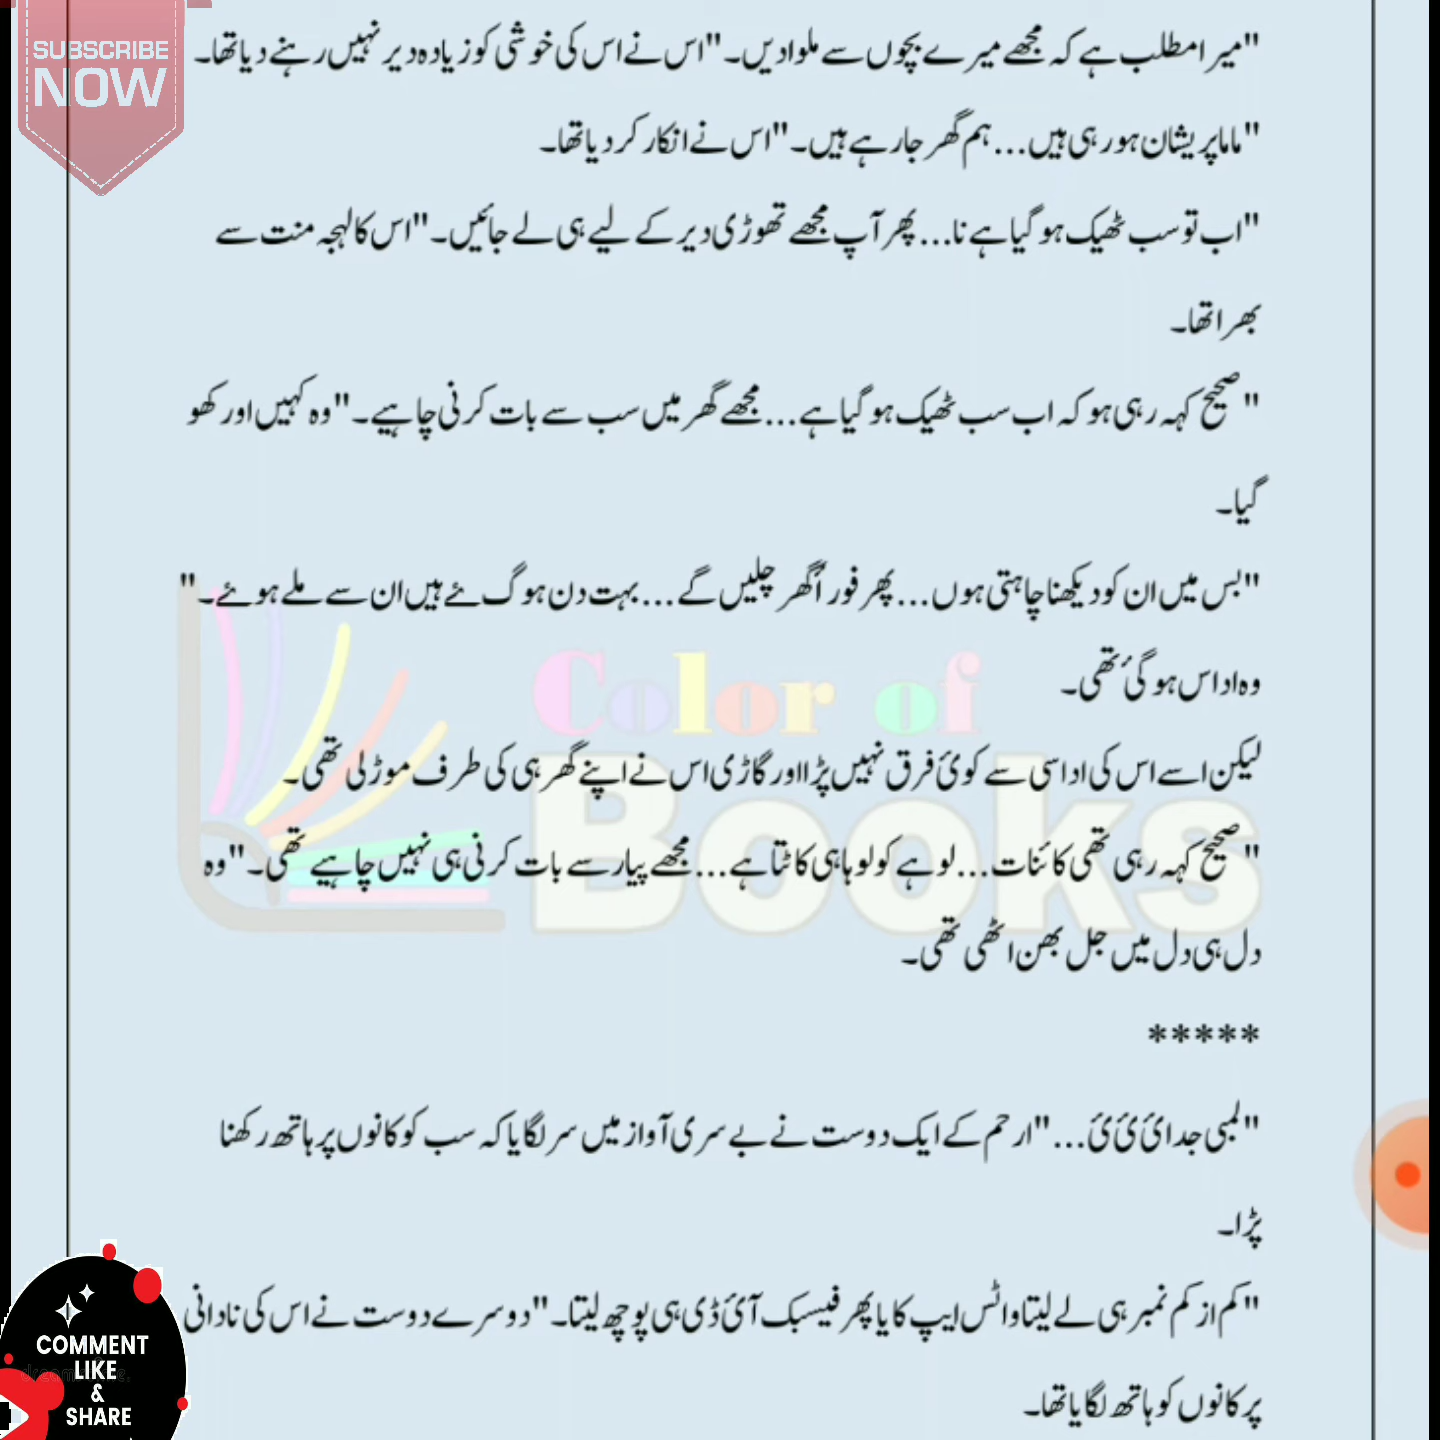 SUBSCRIBE
NOW
"میرا مطلب ہے کہ مجھے میرے بچوں سے ملوا دیں۔" اس نے اس کی خوشی کو زیادہ دیر نہیں رہنے دیا تھا۔
"ماما پریشان ہو رہی ہیں... ہم گھر جا رہے ہیں۔" اس نے انکار کر دیا تھا۔
"اب تو سب ٹھیک ہو گیا ہے نا... پھر آپ مجھے تھوڑی دیر کے لیے ہی لے جائیں۔" اس کا لہجہ منت سے
بھرا تھا۔
"صحیح کہہ رہی ہو کہ اب سب ٹھیک ہو گیا ہے... مجھے گھر میں سب سے بات کرنی چاہیے۔" وہ کہیں اور کھو
گیا۔
"بس میں ان کو دیکھنا چاہتی ہوں... پھر فوراً گھر چلیں گے... بہت دن ہو گئے ہیں ان سے ملے ہوئے۔"
وہ اداس ہو گئی تھی۔
لیکن اسے اس کی اداسی سے کوئ فرق نہیں پڑا اور گاڑی اس نے اپنے گھر ہی کی طرف موڑ لی تھی۔
"صحیح کہہ رہی تھی کائنات... لوہے کو لوہا ہی کاٹتا ہے... مجھے پیار سے بات کرنی ہی نہیں چاہیے تھی۔" وہ
دل ہی دل میں جل بھن اٹھی تھی۔
*****
"لمبی جدائ ئ ئ..." ارحم کے ایک دوست نے بے سری آواز میں سر لگایا کہ سب کو کانوں پر ہاتھ رکھنا
پڑا۔
"کم از کم نمبر ہی لے لیتا واٹس ایپ کا یا پھر فیسبک آئ ڈی ہی پوچھ لیتا۔" دوسرے دوست نے اس کی نادانی
پر کانوں کو ہاتھ لگایا تھا۔
Color of
Books
COMMENT
LIKE
&
SHARE